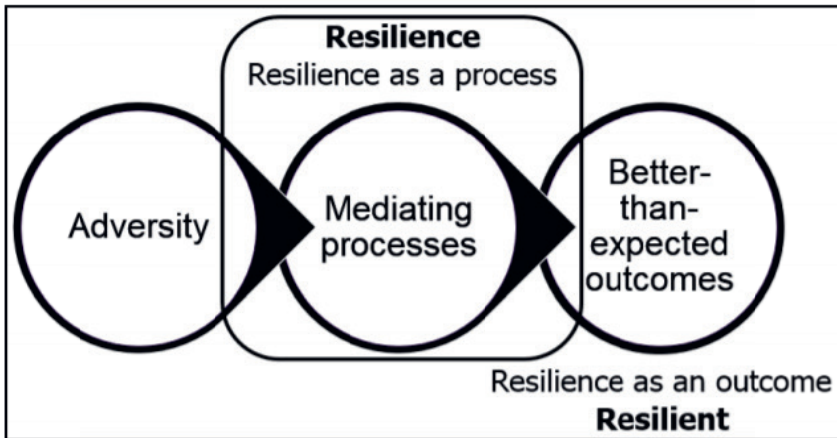 Resilience
Resilience as a process
Adversity
Mediating
processes
Better-
than-
expected
outcomes
Resilience as an outcome
Resilient